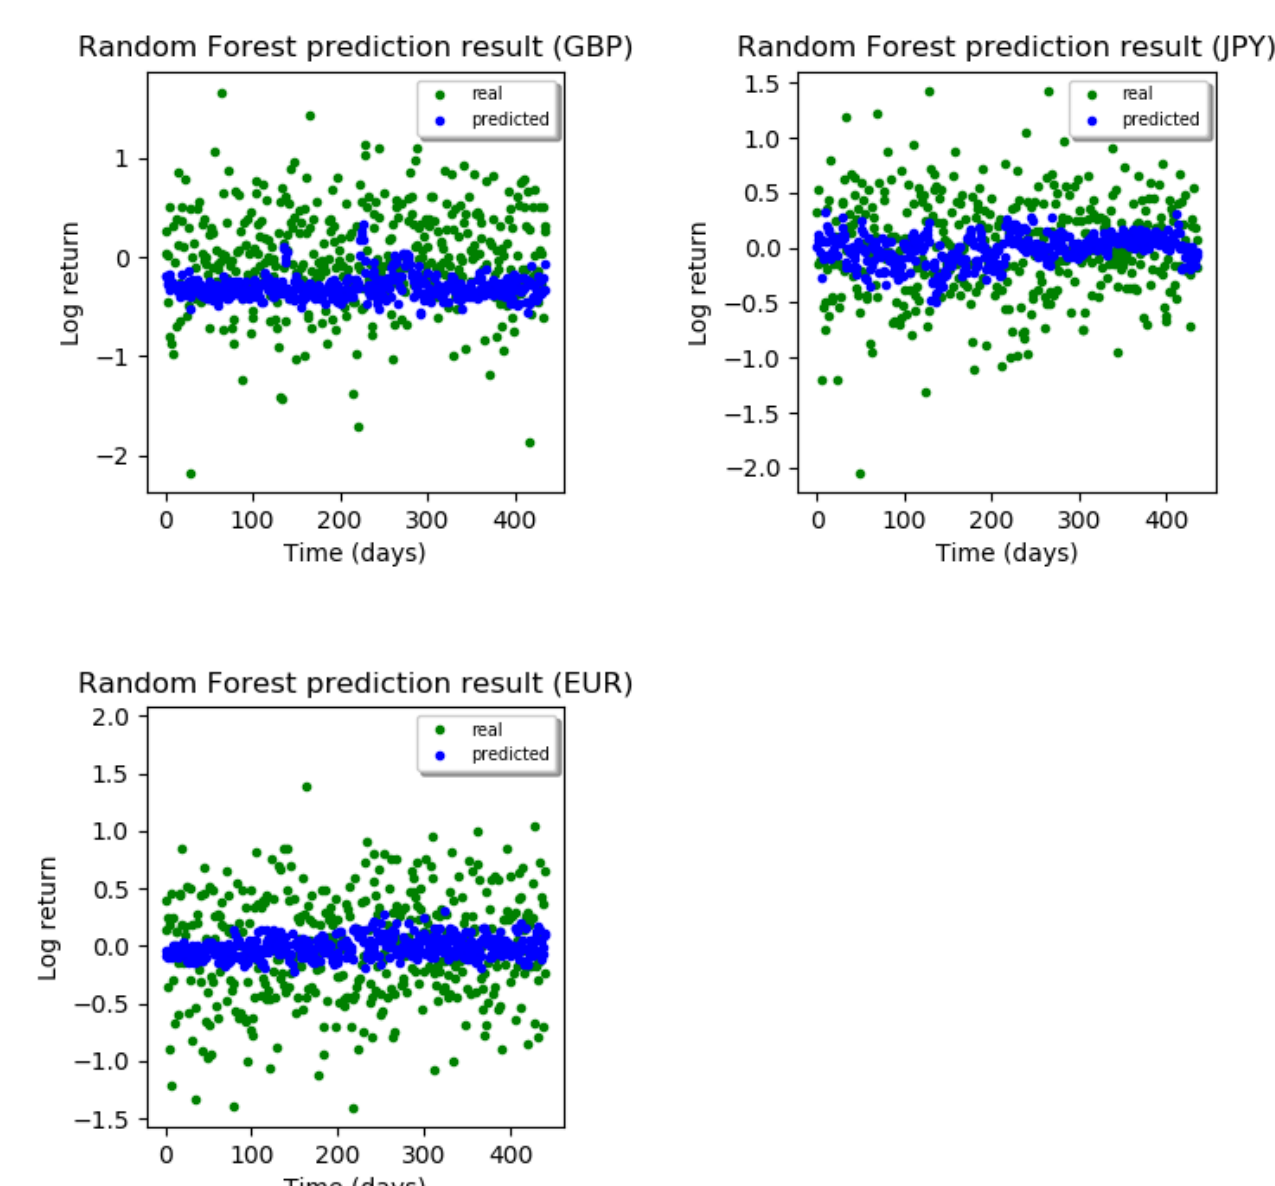 Random Forest prediction result (GBP)
real
predicted
1
0
−1
−2
Log return
0 100 200 300 400
Time (days)
Random Forest prediction result (JPY)
real
predicted
1.5
1.0
0.5
0.0
−0.5
−1.0
−1.5
−2.0
Log return
0 100 200 300 400
Time (days)
Random Forest prediction result (EUR)
real
predicted
2.0
1.5
1.0
0.5
0.0
−0.5
−1.0
−1.5
Log return
0 100 200 300 400
Time (days)